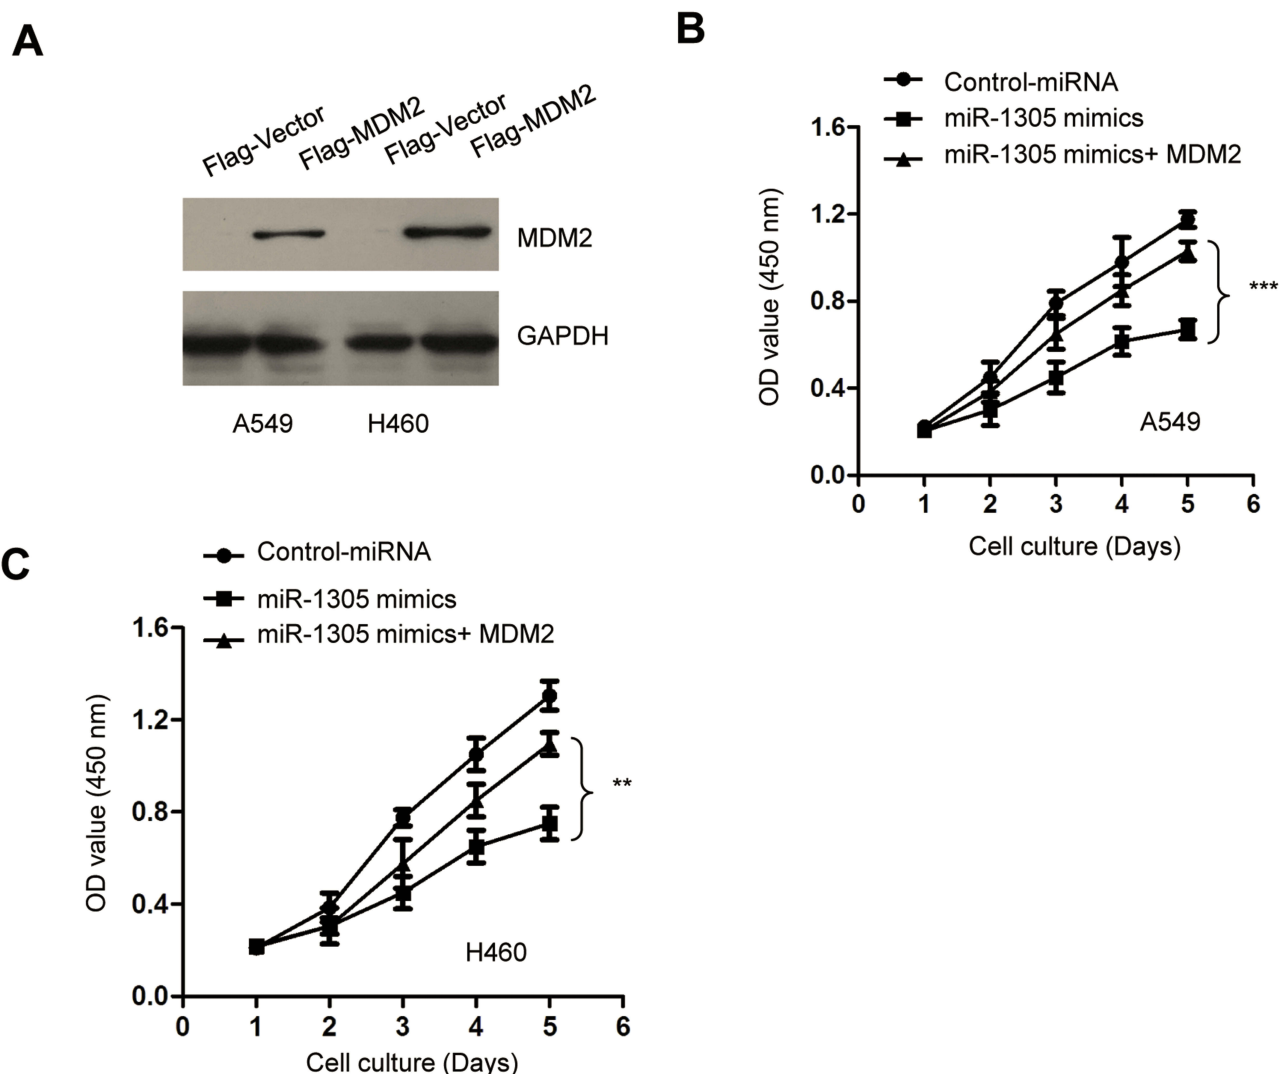 A
Flag-Vector
Flag-MDM2
Flag-Vector
Flag-MDM2
MDM2
GAPDH
A549
H460
B
Control-miRNA
miR-1305 mimics
miR-1305 mimics+ MDM2
OD value (450 nm)
1.6
1.2
0.8
0.4
0.0
0 1 2 3 4 5 6
Cell culture (Days)
A549
***
C
Control-miRNA
miR-1305 mimics
miR-1305 mimics+ MDM2
OD value (450 nm)
1.6
1.2
0.8
0.4
0.0
0 1 2 3 4 5 6
Cell culture (Days)
H460
**